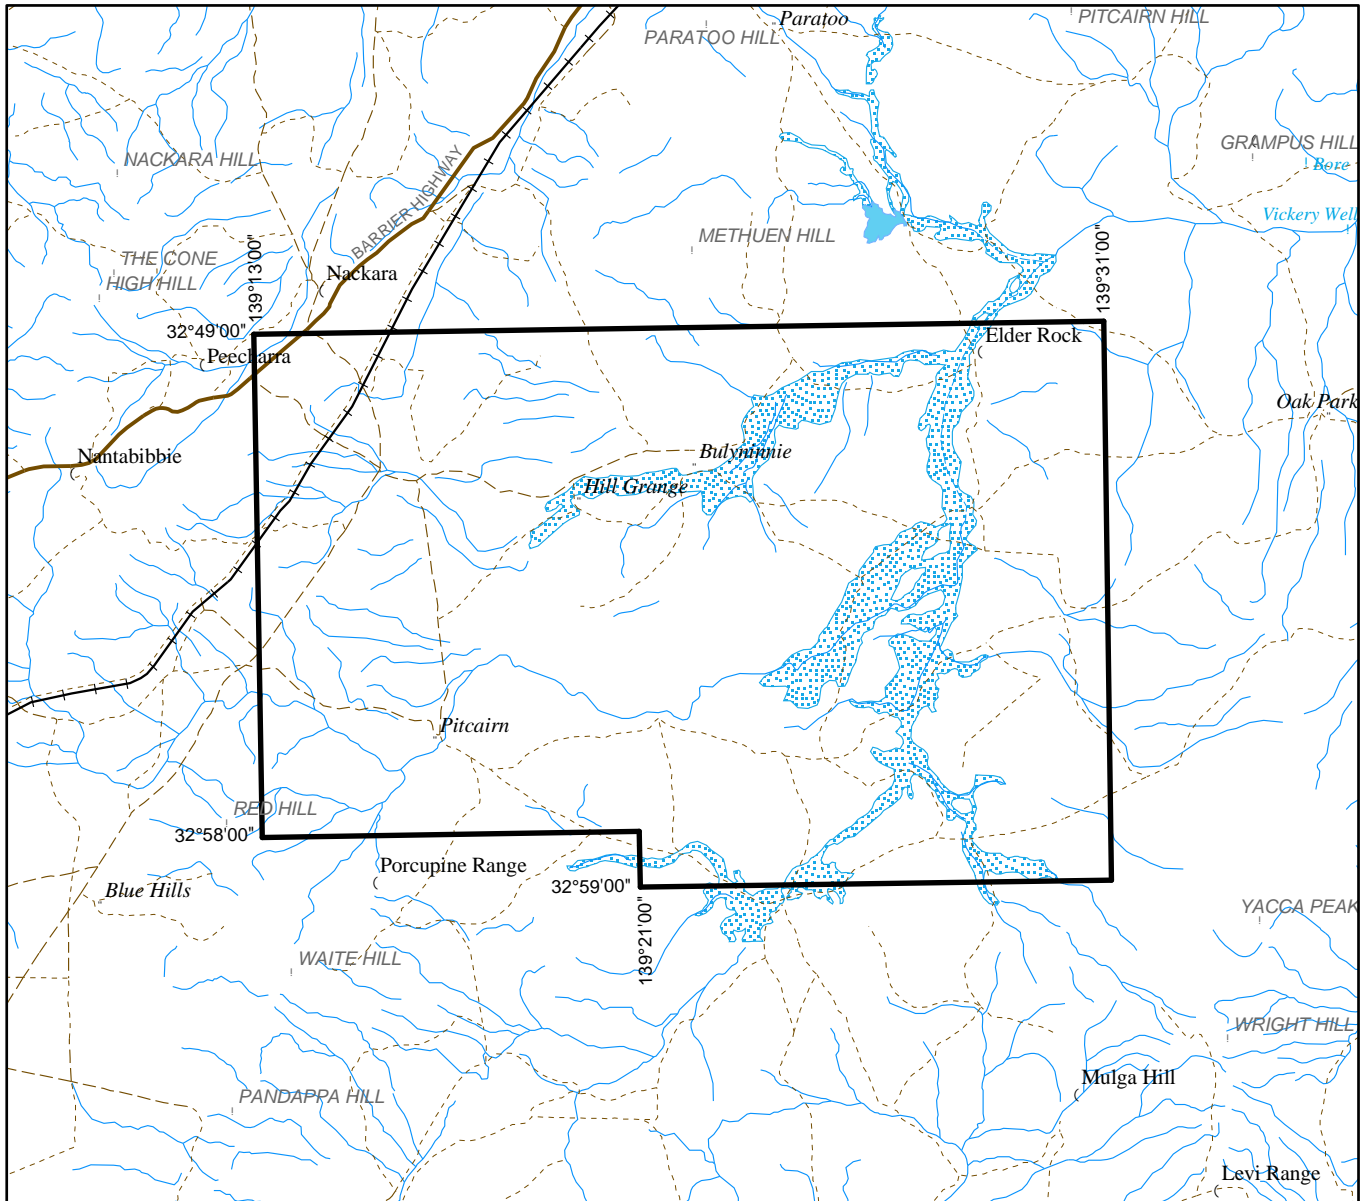 Paratoo
PITCAIRN HILL
PARATOO HILL
NACKARA HILL
GRAMPUS HILL
Bore
BARRIER HIGHWAY
Vickery Well
METHUEN HILL
THE CONE
HIGH HILL
Nackara
139°13'00"
139°31'00"
32°49'00"
Elder Rock
Peecharra
Oak Park
Nantabibbie
Bulyninnie
Hill Grange
Pitcairn
RED HILL
32°58'00"
Porcupine Range
32°59'00"
Blue Hills
139°21'00"
YACCA PEAK
WAITE HILL
WRIGHT HILL
Mulga Hill
PANDAPPA HILL
Levi Range